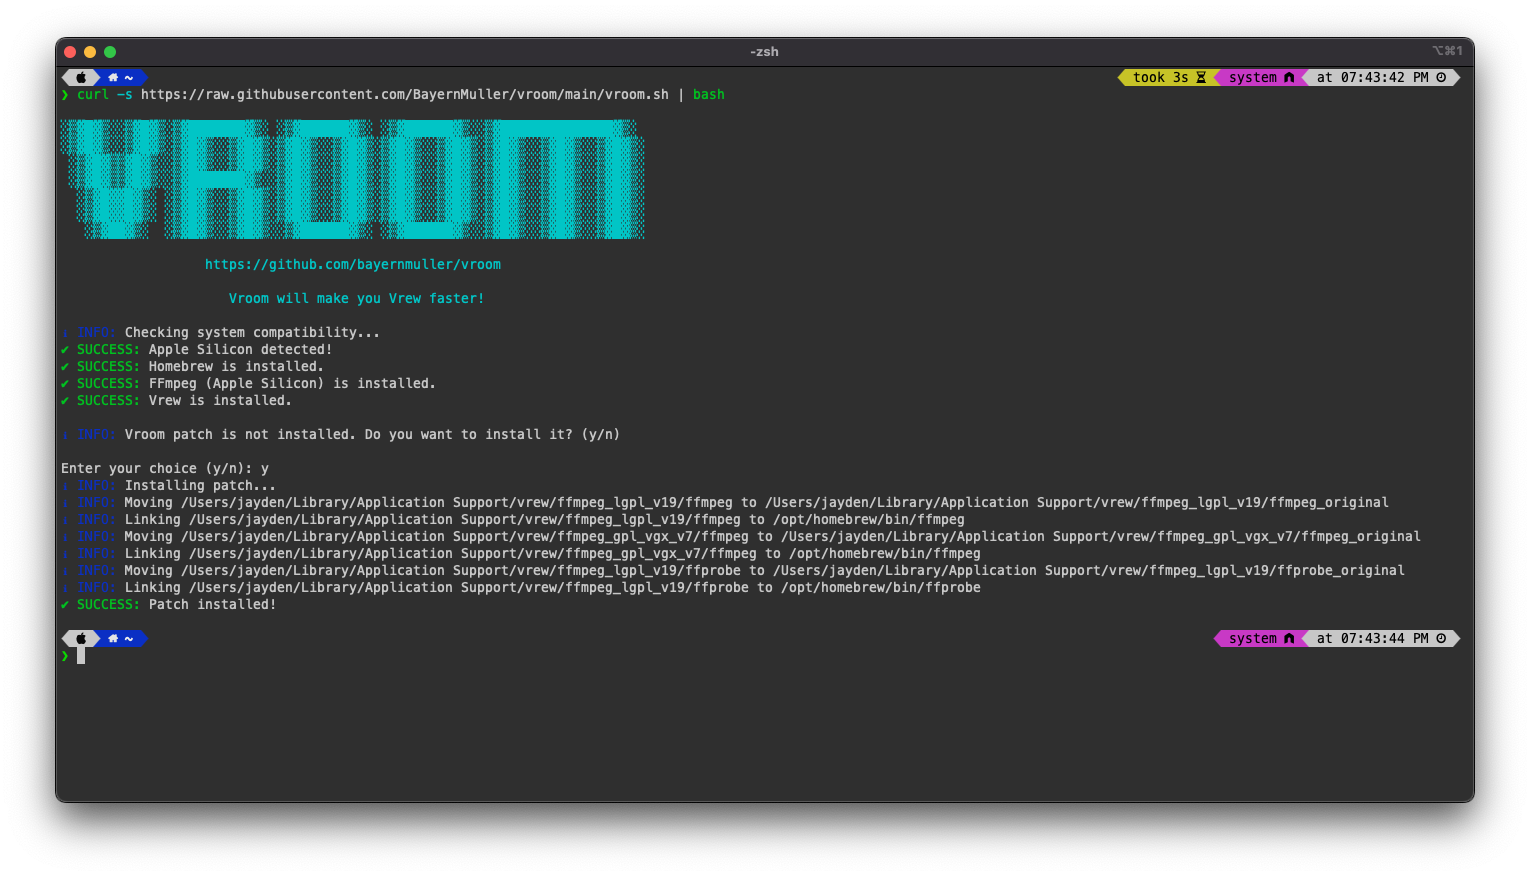 -zsh
⌥⌘1
~
took 3s
system
at 07:43:42 PM
❯ curl -s https://raw.githubusercontent.com/BayernMuller/vroom/main/vroom.sh | bash
VROOM
https://github.com/bayernmuller/vroom
Vroom will make you Vrew faster!
INFO: Checking system compatibility...
✔ SUCCESS: Apple Silicon detected!
✔ SUCCESS: Homebrew is installed.
✔ SUCCESS: FFmpeg (Apple Silicon) is installed.
✔ SUCCESS: Vrew is installed.
INFO: Vroom patch is not installed. Do you want to install it? (y/n)
Enter your choice (y/n): y
INFO: Installing patch...
INFO: Moving /Users/jayden/Library/Application Support/vrew/ffmpeg_lgpl_v19/ffmpeg to /Users/jayden/Library/Application Support/vrew/ffmpeg_lgpl_v19/ffmpeg_original
INFO: Linking /Users/jayden/Library/Application Support/vrew/ffmpeg_lgpl_v19/ffmpeg to /opt/homebrew/bin/ffmpeg
INFO: Moving /Users/jayden/Library/Application Support/vrew/ffmpeg_gpl_vgx_v7/ffmpeg to /Users/jayden/Library/Application Support/vrew/ffmpeg_gpl_vgx_v7/ffmpeg_original
INFO: Linking /Users/jayden/Library/Application Support/vrew/ffmpeg_gpl_vgx_v7/ffmpeg to /opt/homebrew/bin/ffmpeg
INFO: Moving /Users/jayden/Library/Application Support/vrew/ffmpeg_lgpl_v19/ffprobe to /Users/jayden/Library/Application Support/vrew/ffmpeg_lgpl_v19/ffprobe_original
INFO: Linking /Users/jayden/Library/Application Support/vrew/ffmpeg_lgpl_v19/ffprobe to /opt/homebrew/bin/ffprobe
✔ SUCCESS: Patch installed!
~
system
at 07:43:44 PM
❯